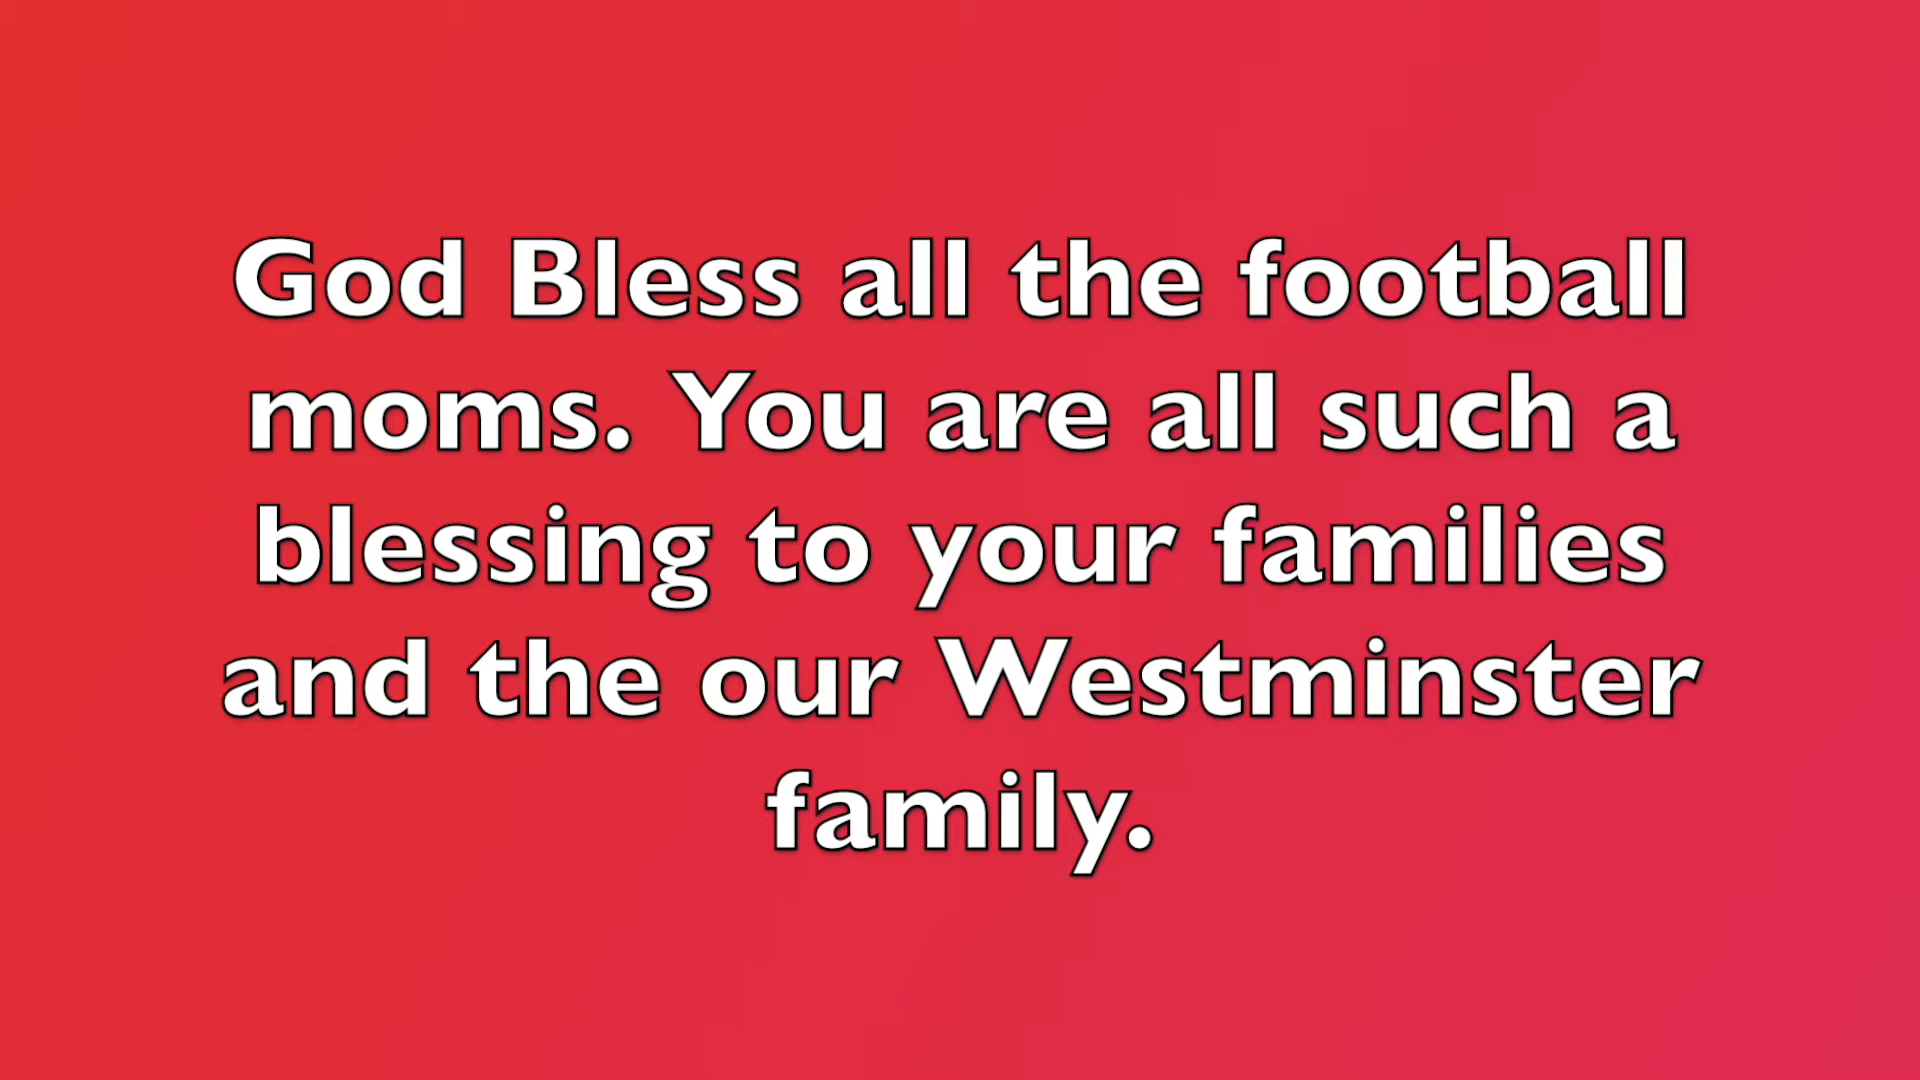 God Bless all the football
moms. You are all such a
blessing to your families
and the our Westminster
family.